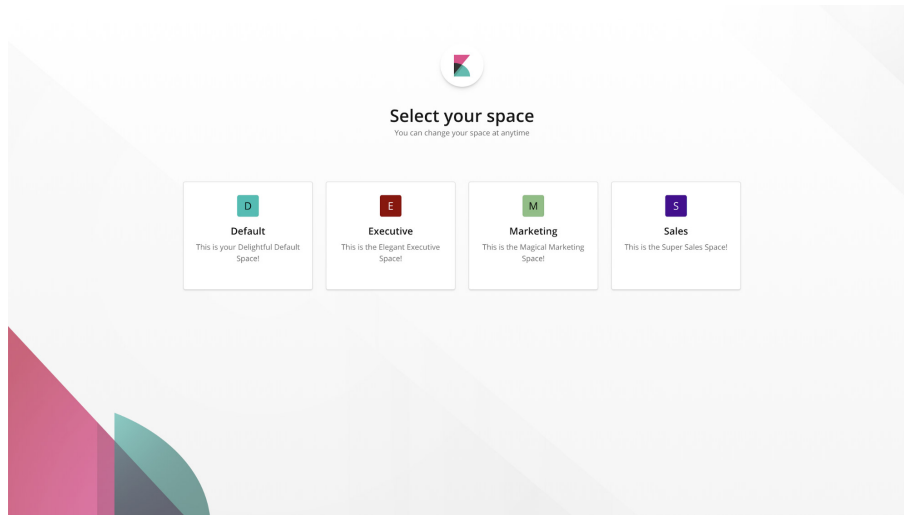 Select your space
You can change your space at anytime
D
Default
This is your Delightful Default
Space!
E
Executive
This is the Elegant Executive
Space!
M
Marketing
This is the Magical Marketing
Space!
S
Sales
This is the Super Sales Space!